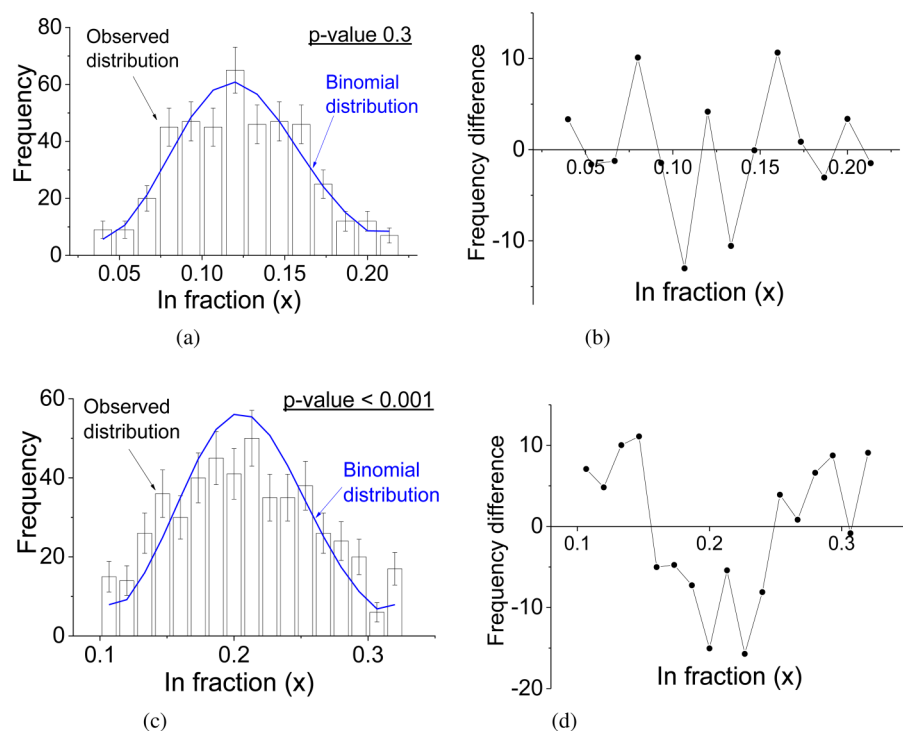 80
60
40
20
0
Frequency
Observed
distribution
p-value 0.3
Binomial
distribution
0.05
0.10
0.15
0.20
In fraction (x)
(a)
10
0
-10
Frequency difference
0.05
0.10
0.15
0.20
In fraction (x)
(b)
60
40
20
0
Frequency
Observed
distribution
p-value < 0.001
Binomial
distribution
0.1
0.2
0.3
In fraction (x)
(c)
10
0
-10
-20
Frequency difference
0.1
0.2
0.3
In fraction (x)
(d)